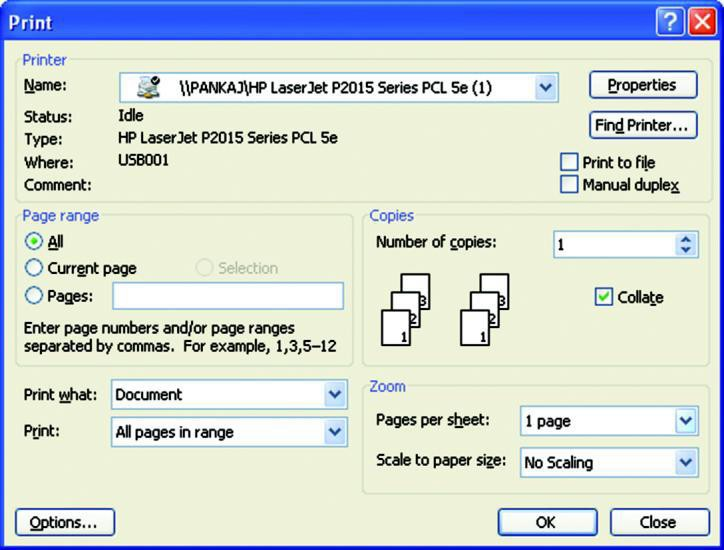 Print
Printer
Name: \\PANKAJ\HP LaserJet P2015 Series PCL 5e (1) Properties
Status: Idle
Find Printer...
Type: HP LaserJet P2015 Series PCL 5e
Where: USB001 Print to file
Comment: Manual duplex
Page range
All
Current page Selection
Pages:
Enter page numbers and/or page ranges
separated by commas. For example, 1,3,5–12
Copies
Number of copies: 1
1 2 3 1 2 3
Collate
Print what: Document
Print: All pages in range
Zoom
Pages per sheet: 1 page
Scale to paper size: No Scaling
Options... OK Close